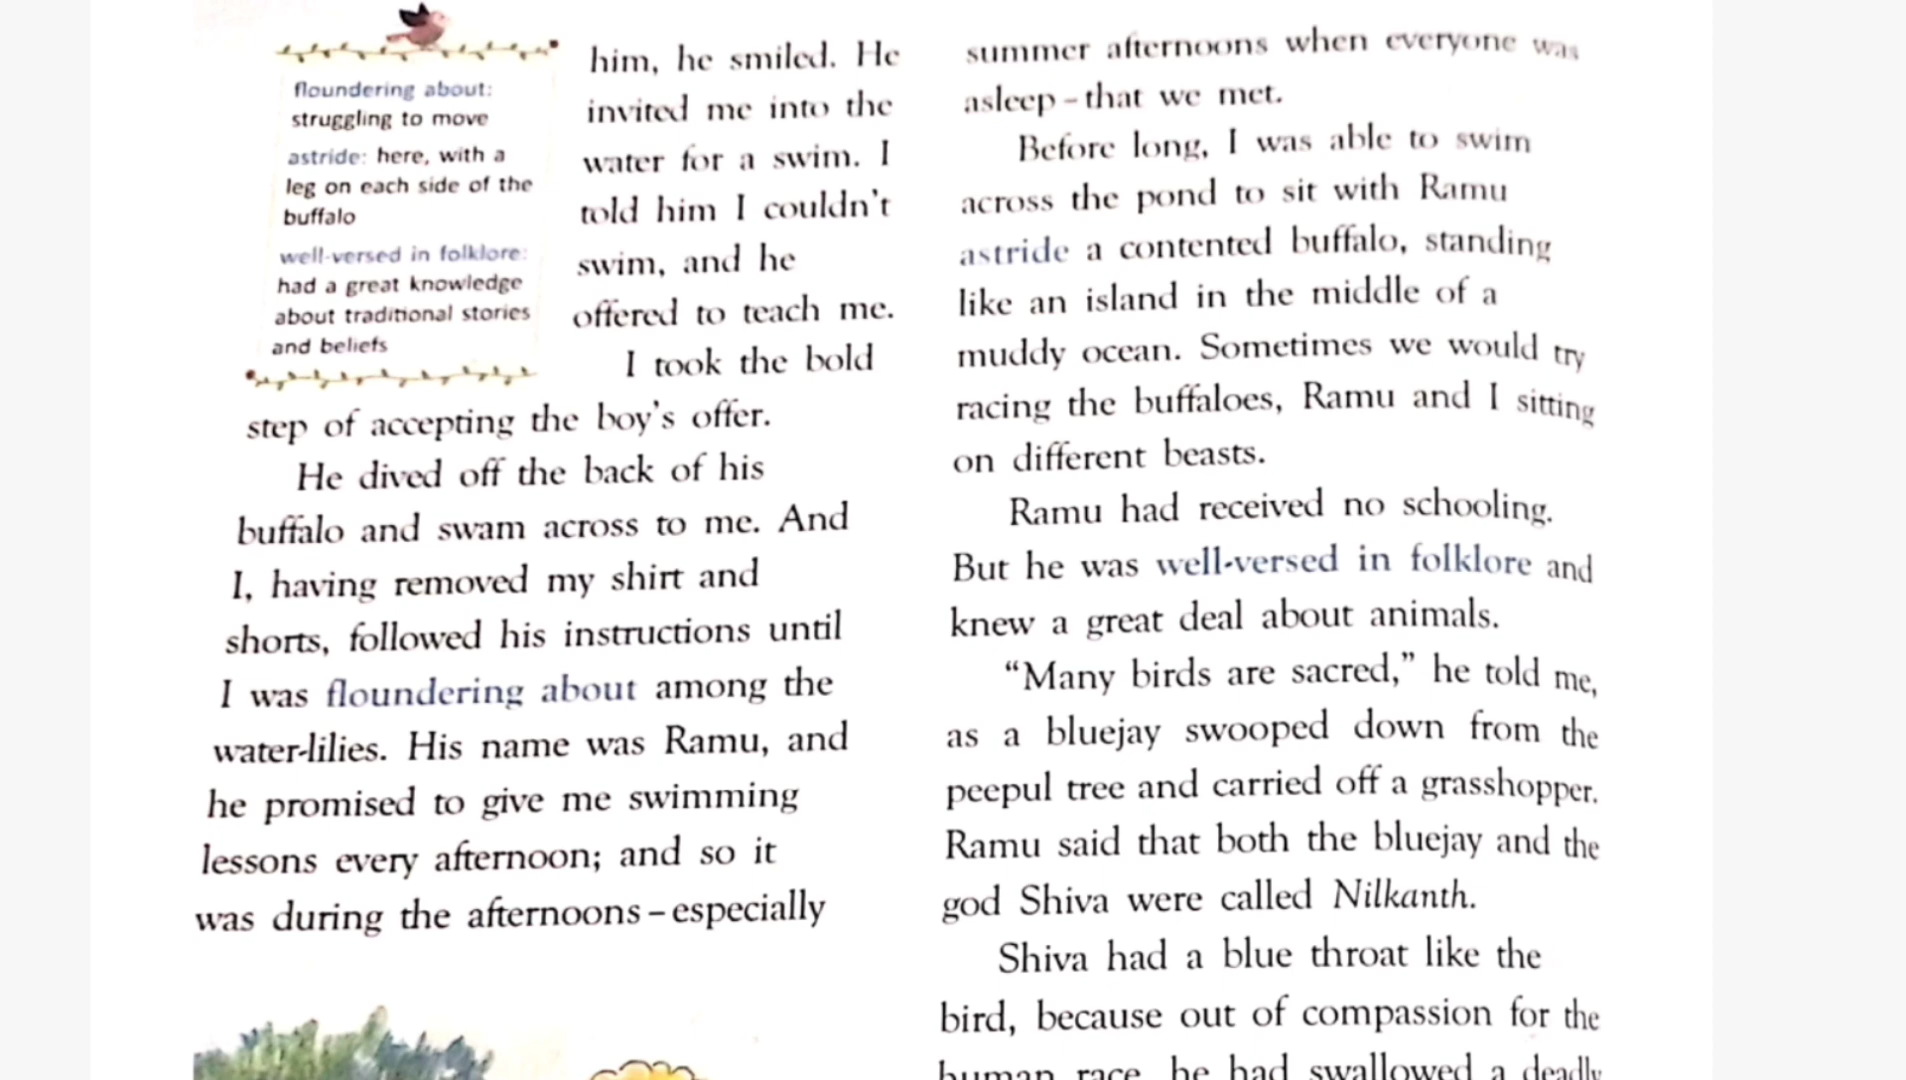 floundering about:
struggling to move
astride: here, with a
leg on each side of the
buffalo
well-versed in folklore:
had a great knowledge
about traditional stories
and beliefs
him, he smiled. He
invited me into the
water for a swim. I
told him I couldn't
swim, and he
offered to teach me.
I took the bold
step of accepting the boy's offer.
He dived off the back of his
buffalo and swam across to me. And
I, having removed my shirt and
shorts, followed his instructions until
I was floundering about among the
water-lilies. His name was Ramu, and
he promised to give me swimming
lessons every afternoon; and so it
was during the afternoons – especially
summer afternoons when everyone was
asleep – that we met.
Before long, I was able to swim
across the pond to sit with Ramu
astride a contented buffalo, standing
like an island in the middle of a
muddy ocean. Sometimes we would try
racing the buffaloes, Ramu and I sitting
on different beasts.
Ramu had received no schooling.
But he was well-versed in folklore and
knew a great deal about animals.
“Many birds are sacred,” he told me,
as a bluejay swooped down from the
peepul tree and carried off a grasshopper.
Ramu said that both the bluejay and the
god Shiva were called Nilkanth.
Shiva had a blue throat like the
bird, because out of compassion for the
human race, he had swallowed a deadly